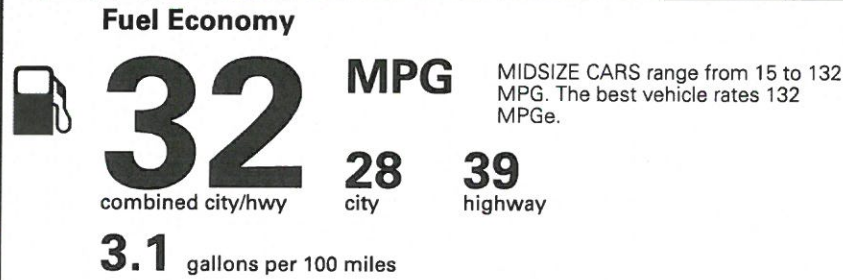 Fuel Economy
32 MPG
MIDSIZE CARS range from 15 to 132
MPG. The best vehicle rates 132
MPGe.
combined city/hwy
28
city
39
highway
3.1 gallons per 100 miles